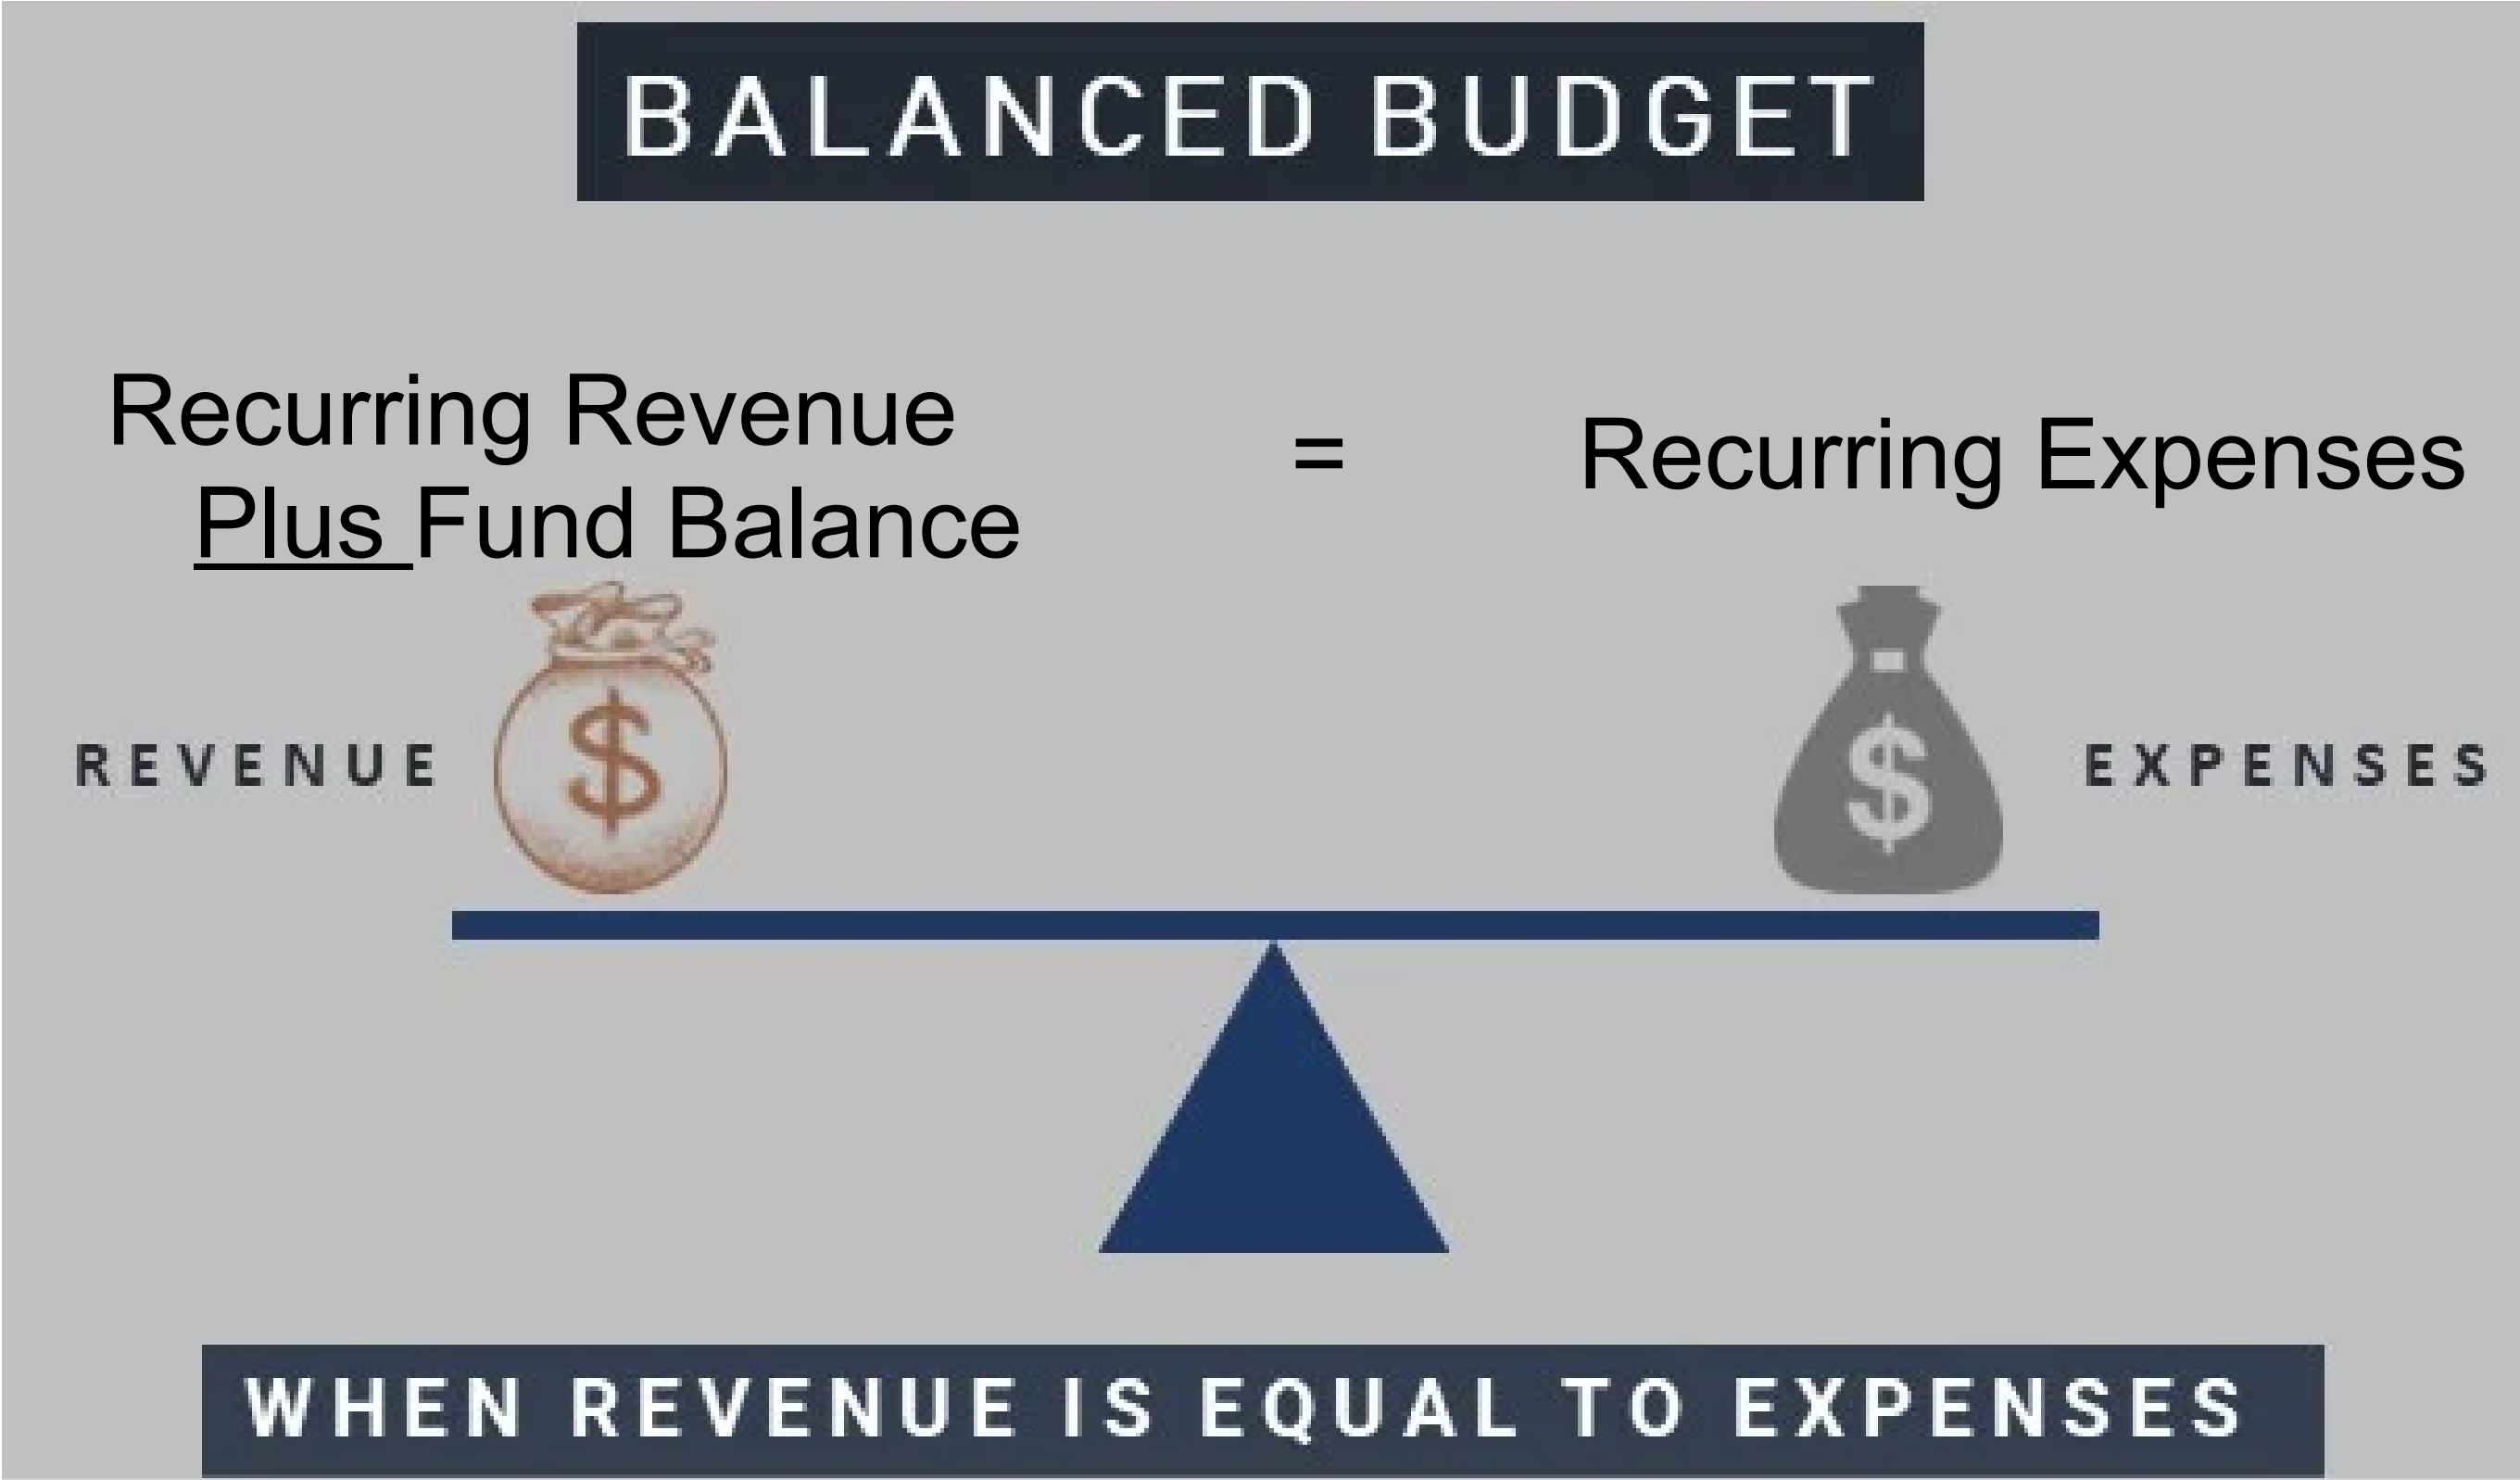 BALANCED BUDGET
Recurring Revenue
Plus Fund Balance
=
Recurring Expenses
$
$
REVENUE
EXPENSES
WHEN REVENUE IS EQUAL TO EXPENSES